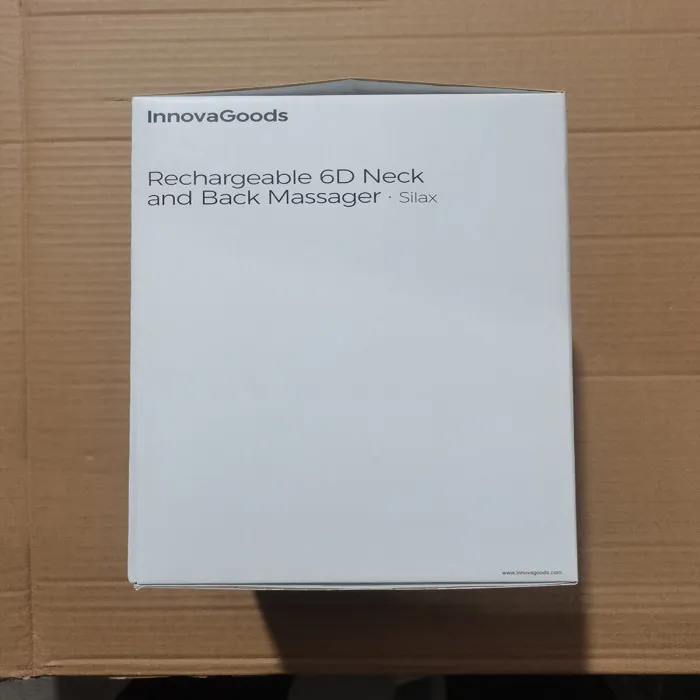 InnovaGoods
Rechargeable 6D Neck
and Back Massager · Silax
www.innovagoods.com